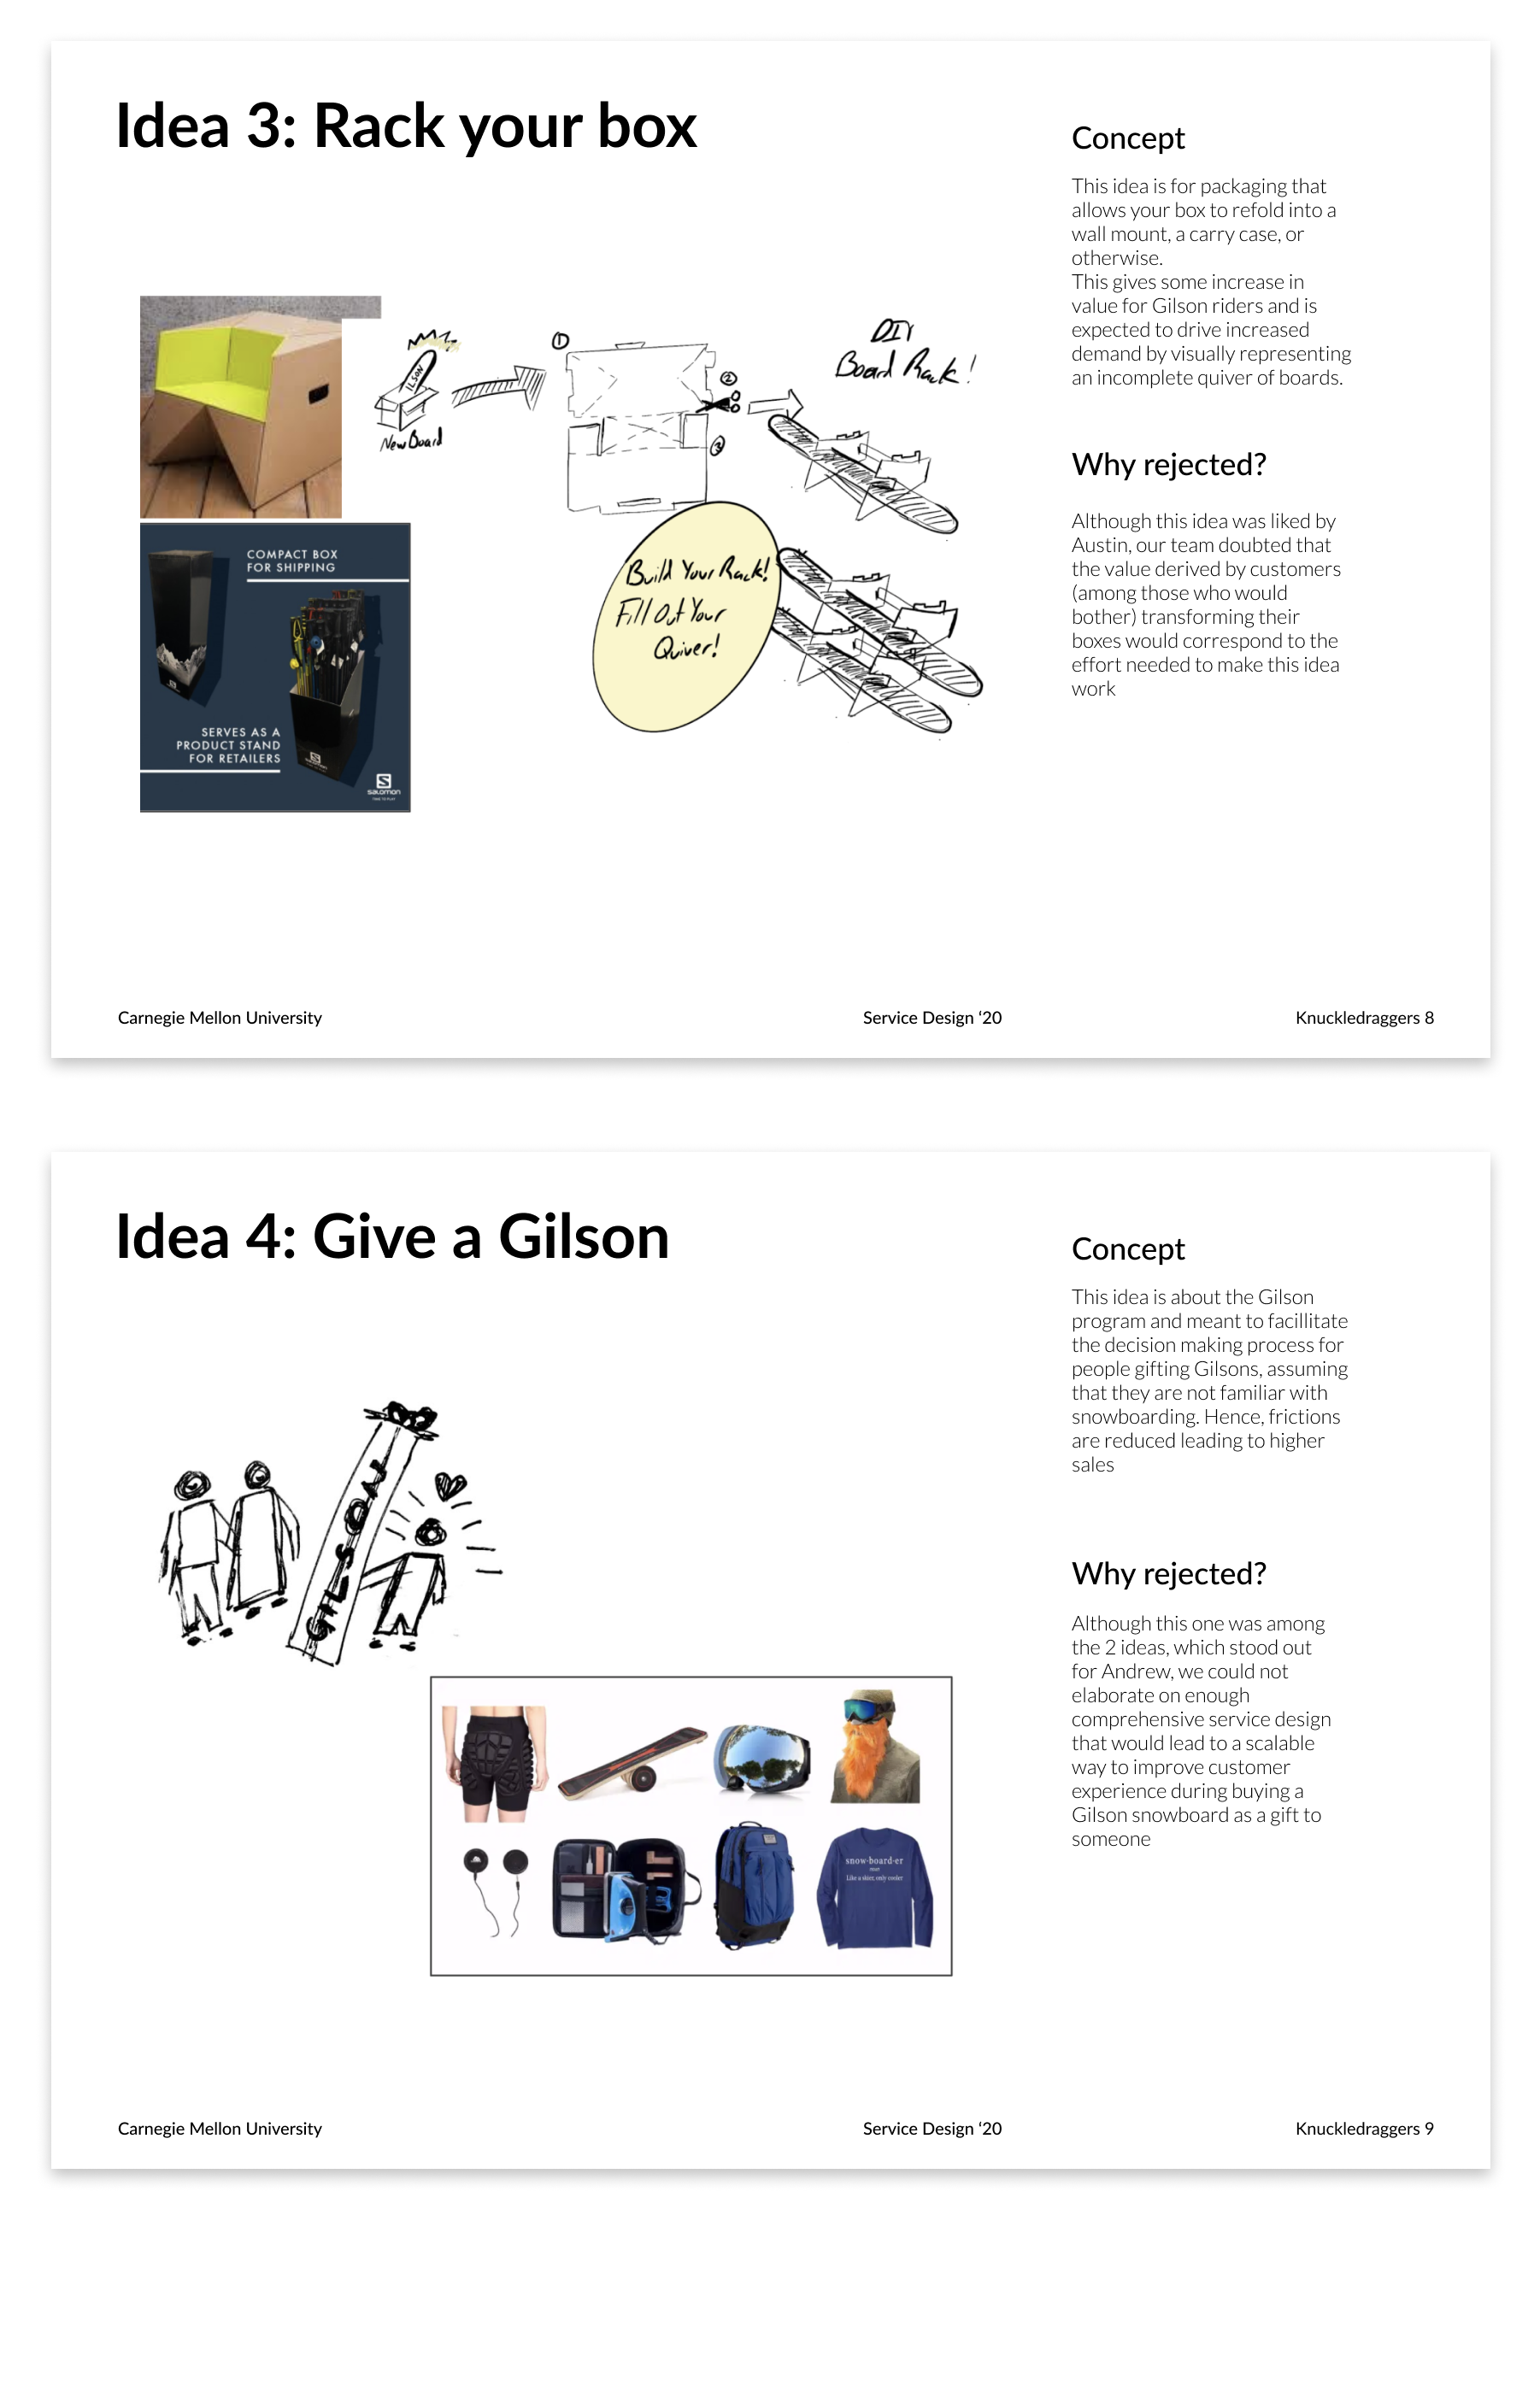 Idea 3: Rack your box
Concept
This idea is for packaging that
allows your box to refold into a
wall mount, a carry case, or
otherwise.
This gives some increase in
value for Gilson riders and is
expected to drive increased
demand by visually representing
an incomplete quiver of boards.
Why rejected?
Although this idea was liked by
Austin, our team doubted that
the value derived by customers
(among those who would
bother) transforming their
boxes would correspond to the
effort needed to make this idea
work
ILSON
New Board
1
2
3
DIY
Board Rack!
Build Your Rack!
Fill Out Your
Quiver!
COMPACT BOX
FOR SHIPPING
SERVES AS A
PRODUCT STAND
FOR RETAILERS
S
salomon
TIME TO PLAY
Carnegie Mellon University
Service Design ‘20
Knuckledraggers 8
Idea 4: Give a Gilson
Concept
This idea is about the Gilson
program and meant to facillitate
the decision making process for
people gifting Gilsons, assuming
that they are not familiar with
snowboarding. Hence, frictions
are reduced leading to higher
sales
Why rejected?
Although this one was among
the 2 ideas, which stood out
for Andrew, we could not
elaborate on enough
comprehensive service design
that would lead to a scalable
way to improve customer
experience during buying a
Gilson snowboard as a gift to
someone
GILSON
snow·board·er
noun
Like a skier, only cooler
Carnegie Mellon University
Service Design ‘20
Knuckledraggers 9